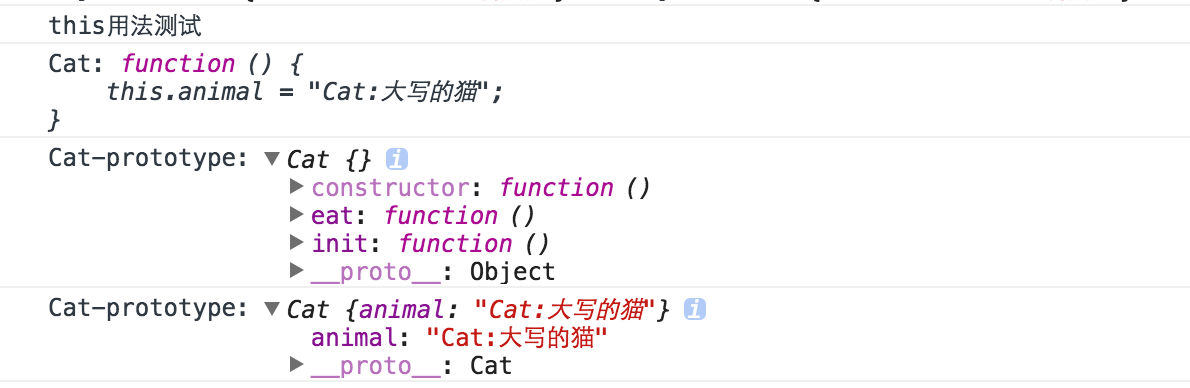 this用法测试
Cat: function () {
this.animal = "Cat:大写的猫";
}
Cat-prototype: ▼ Cat {} i
▶ constructor: function ()
▶ eat: function ()
▶ init: function ()
▶ __proto__: Object
Cat-prototype: ▼ Cat {animal: "Cat:大写的猫"} i
animal: "Cat:大写的猫"
▶ __proto__: Cat